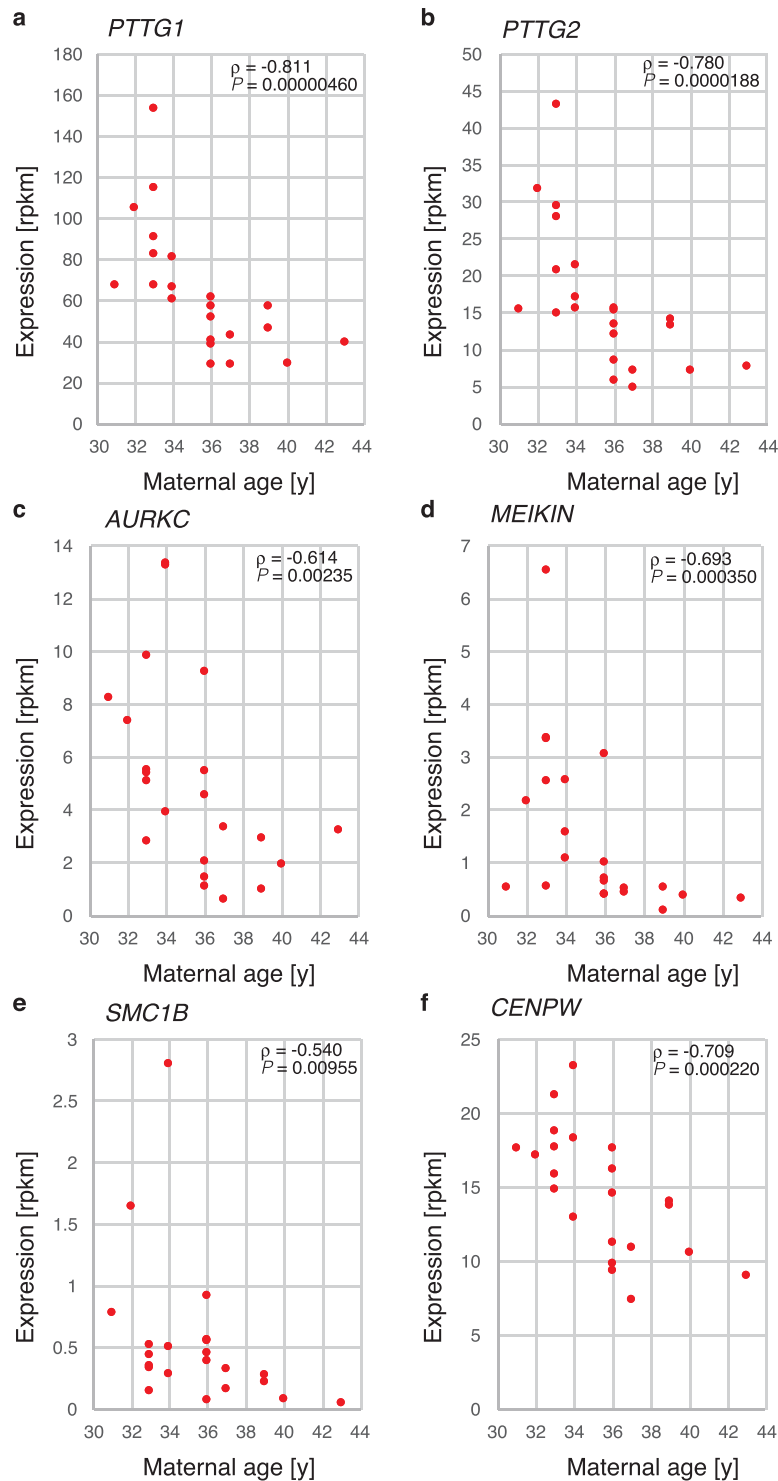 a
PTTG1
ρ = -0.811
P = 0.00000460
180
160
140
120
100
80
60
40
20
0
Expression [rpkm]
30 32 34 36 38 40 42 44
Maternal age [y]
b
PTTG2
ρ = -0.780
P = 0.0000188
50
45
40
35
30
25
20
15
10
5
0
Expression [rpkm]
30 32 34 36 38 40 42 44
Maternal age [y]
c
AURKC
ρ = -0.614
P = 0.00235
14
12
10
8
6
4
2
0
Expression [rpkm]
30 32 34 36 38 40 42 44
Maternal age [y]
d
MEIKIN
ρ = -0.693
P = 0.000350
7
6
5
4
3
2
1
0
Expression [rpkm]
30 32 34 36 38 40 42 44
Maternal age [y]
e
SMC1B
ρ = -0.540
P = 0.00955
3
2.5
2
1.5
1
0.5
0
Expression [rpkm]
30 32 34 36 38 40 42 44
Maternal age [y]
f
CENPW
ρ = -0.709
P = 0.000220
25
20
15
10
5
0
Expression [rpkm]
30 32 34 36 38 40 42 44
Maternal age [y]